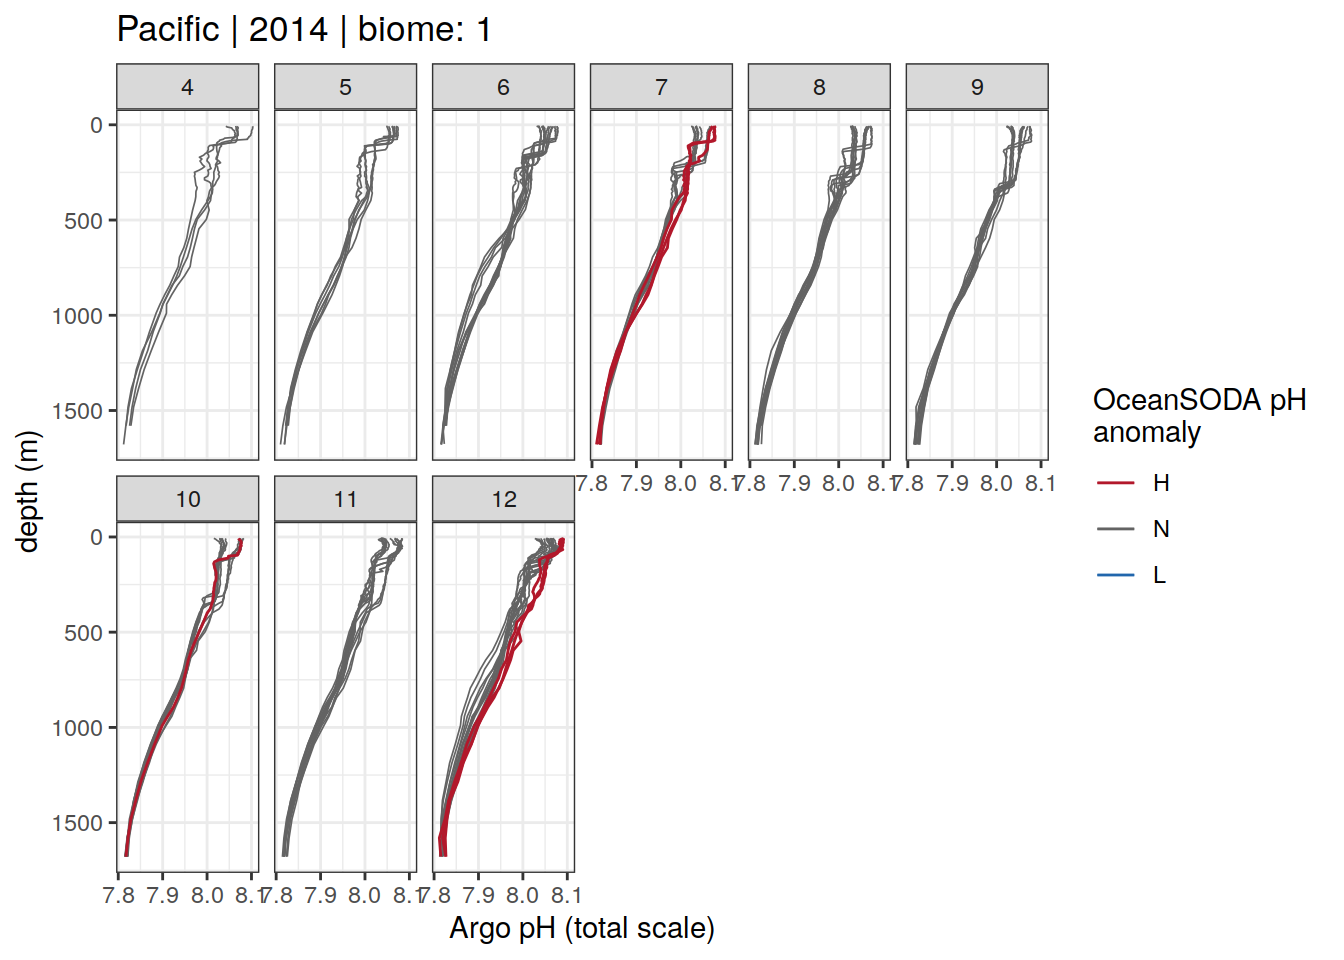 Pacific | 2014 | biome: 1
4 5 6 7 8 9
0
500
1000
1500
7.8 7.9 8.0 8.1 7.8 7.9 8.0 8.1 7.8 7.9 8.0 8.1
10 11 12
0
500
1000
1500
7.8 7.9 8.0 8.1 7.8 7.9 8.0 8.1 7.8 7.9 8.0 8.1
depth (m)
Argo pH (total scale)
OceanSODA pH
anomaly
H
N
L